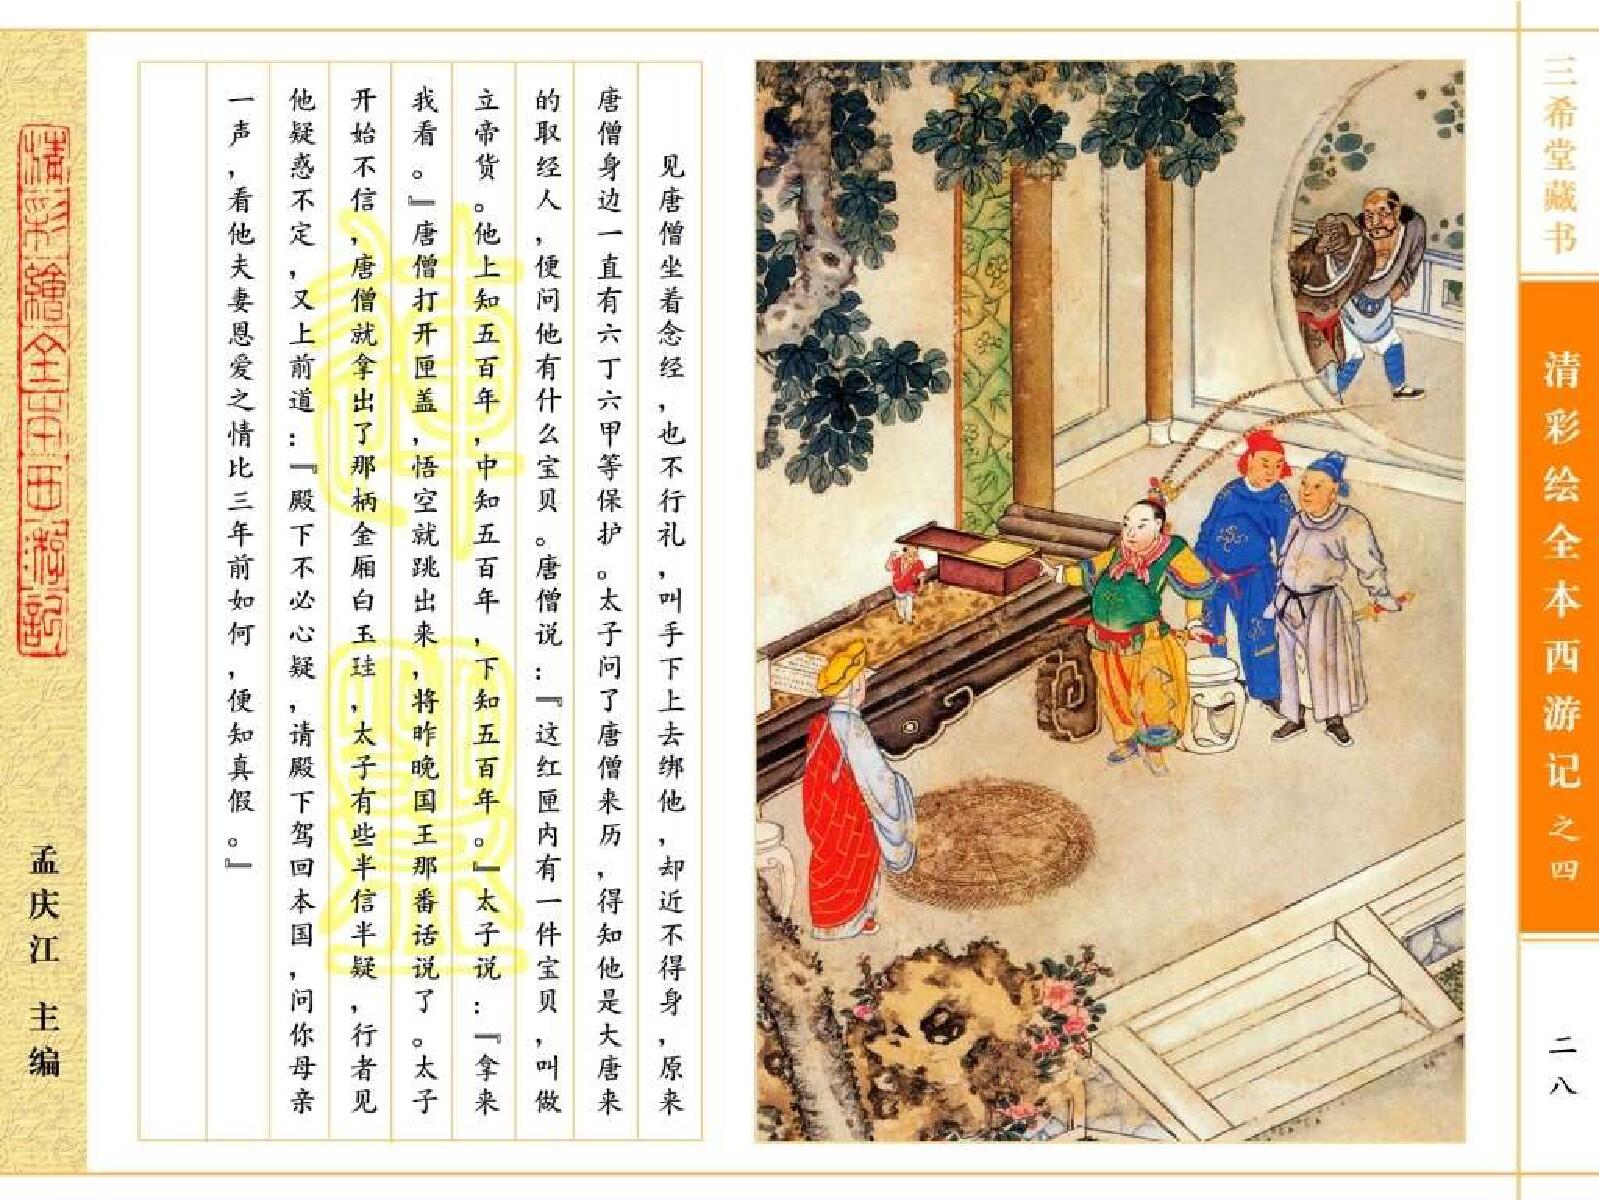 三希堂藏书
清彩绘全本西游记之四
二八
见唐僧坐着念经，也不行礼，叫手下上去绑他，却近不得身，原来
唐僧身边一直有六丁六甲等保护。太子问了唐僧来历，得知他是大唐来
的取经人，便问他有什么宝贝。唐僧说：『这红匣内有一件宝贝，叫做
立帝货。他上知五百年，中知五百年，下知五百年。』太子说：『拿来
我看。』唐僧打开匣盖，悟空就跳出来，将昨晚国王那番话说了。太子
开始不信，唐僧就拿出了那柄金厢白玉珪，太子有些半信半疑，行者见
他疑惑不定，又上前道：『殿下不必心疑，请殿下驾回本国，问你母亲
一声，看他夫妻恩爱之情比三年前如何，便知真假。』
清彩繪全本西游記
孟庆江 主编